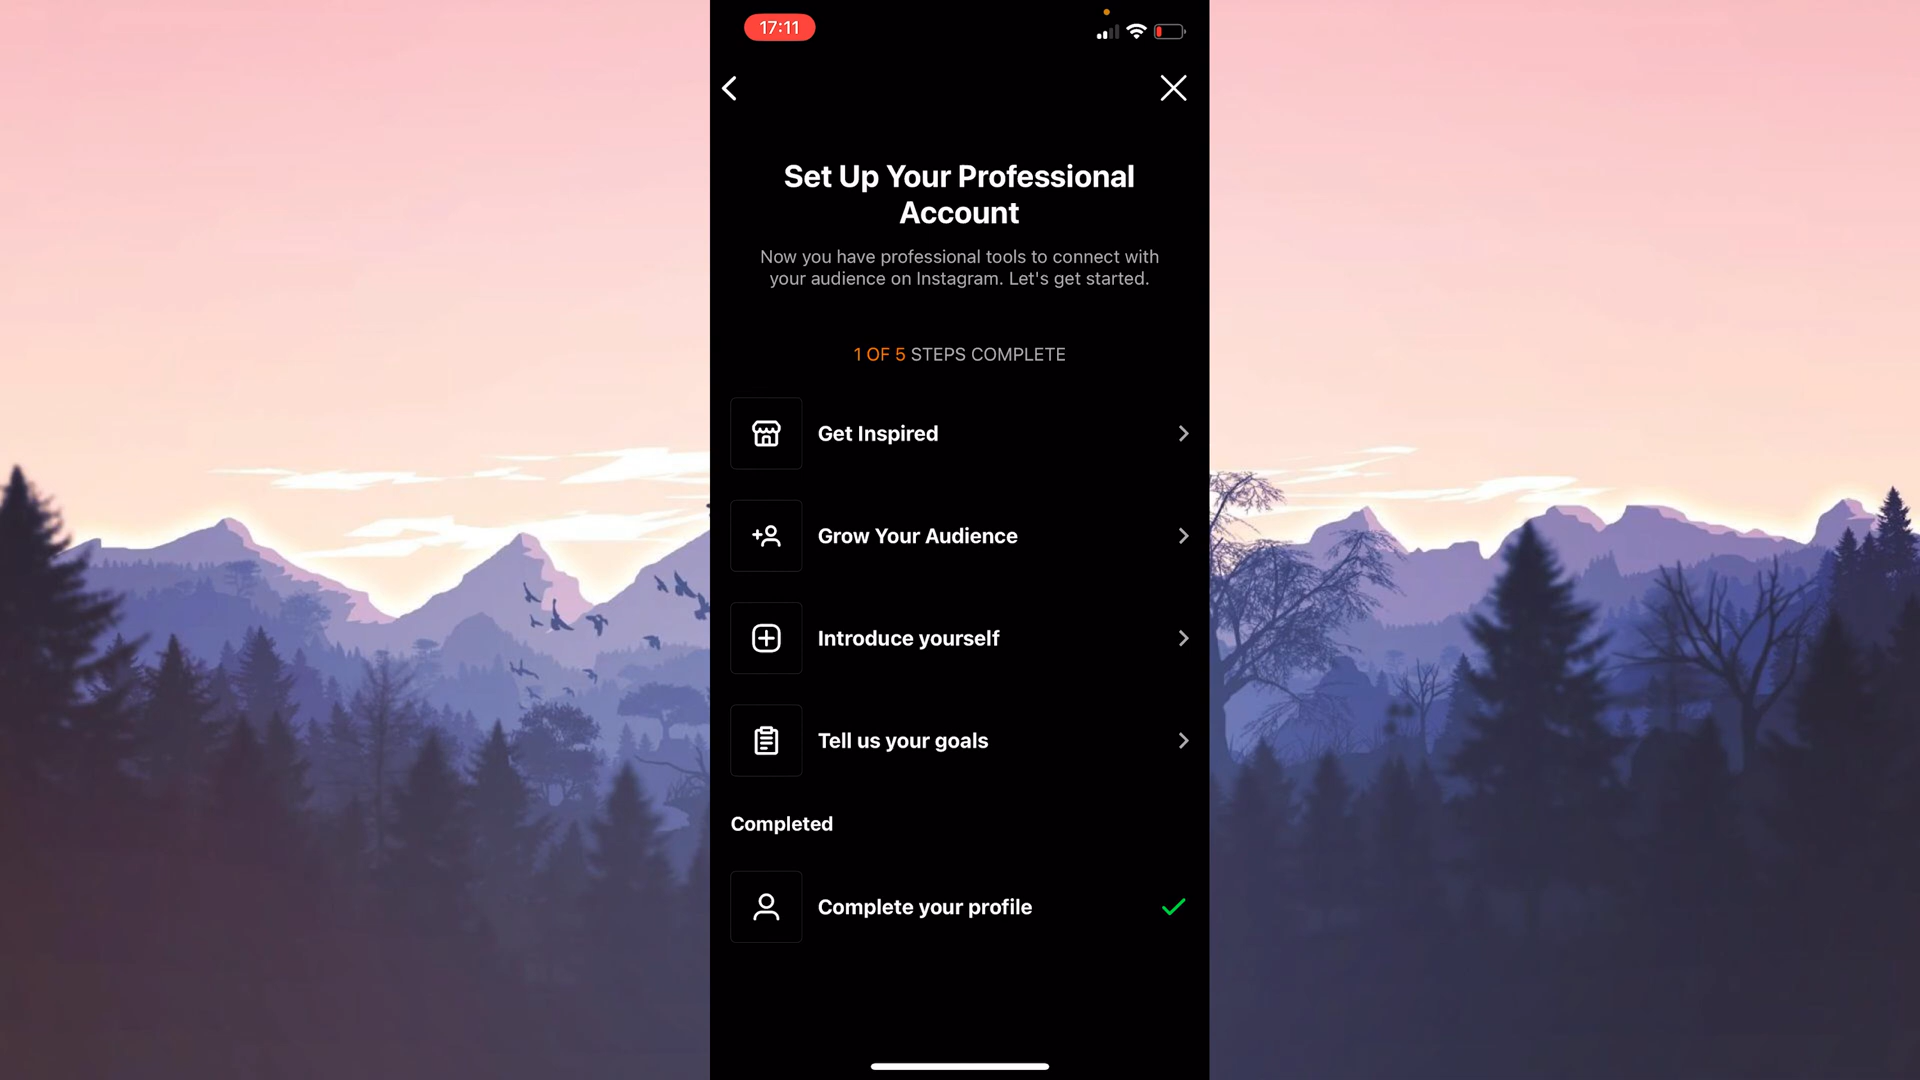 17:11
Set Up Your Professional
Account
Now you have professional tools to connect with
your audience on Instagram. Let's get started.
1 OF 5 STEPS COMPLETE
Get Inspired
Grow Your Audience
Introduce yourself
Tell us your goals
Completed
Complete your profile